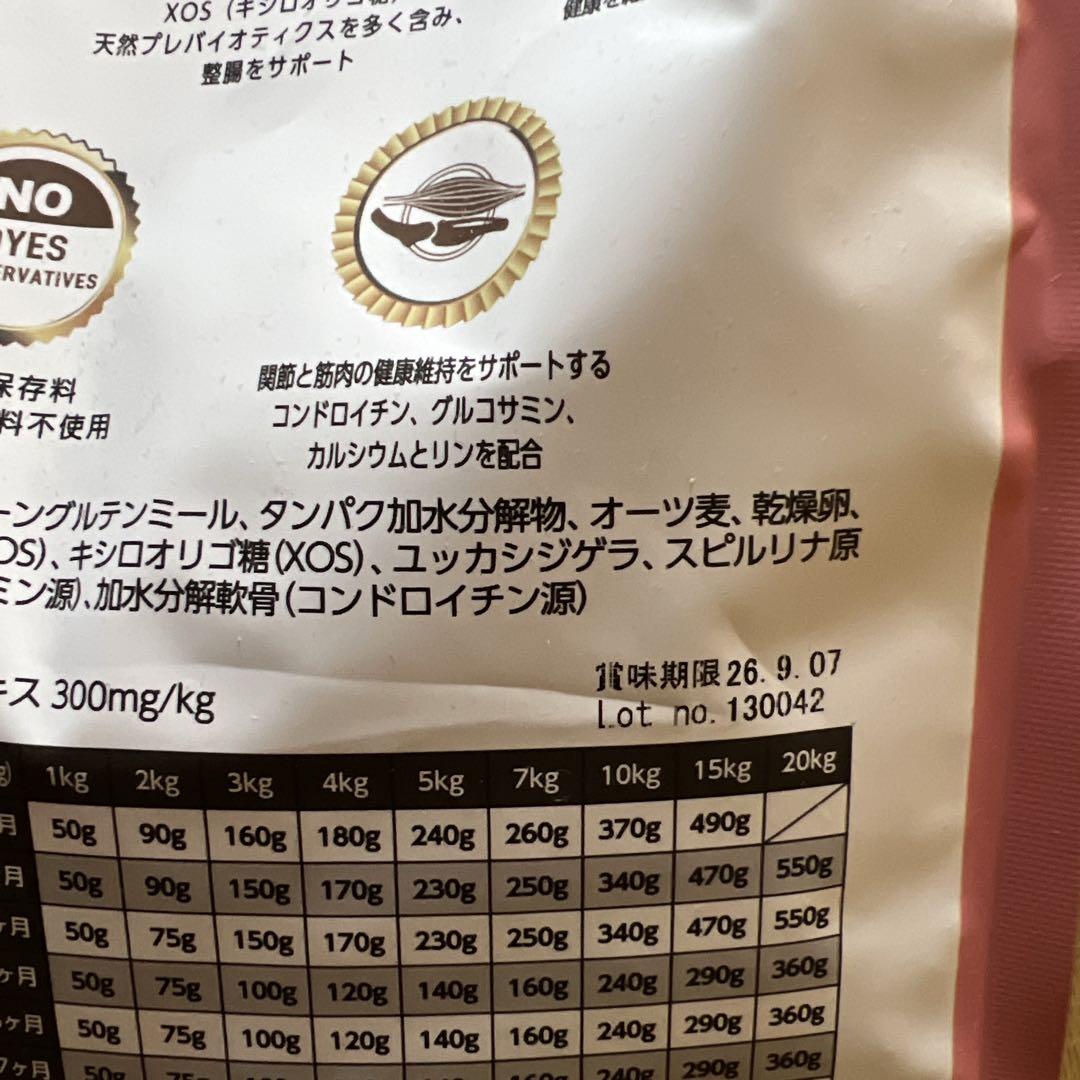 XOS（キシロオリゴ糖）
天然プレバイオティクスを多く含み、
整腸をサポート
NO
DYES
ERVATIVES
保存料
料不使用
関節と筋肉の健康維持をサポートする
コンドロイチン、グルコサミン、
カルシウムとリンを配合
ーングルテンミール、タンパク加水分解物、オーツ麦、乾燥卵、
OS）、キシロオリゴ糖（XOS）、ユッカシジゲラ、スピルリナ原
ミン源）、加水分解軟骨（コンドロイチン源）
キス 300mg/kg
賞味期限 26. 9. 07
Lot no. 130042
g) 1kg 2kg 3kg 4kg 5kg 7kg 10kg 15kg 20kg
月 50g 90g 160g 180g 240g 260g 370g 490g
月 50g 90g 150g 170g 230g 250g 340g 470g 550g
ヶ月 50g 75g 150g 170g 230g 250g 340g 470g 550g
ヶ月 50g 75g 100g 120g 140g 160g 240g 290g 360g
ヶ月 50g 75g 100g 120g 140g 160g 240g 290g 360g
7ヶ月 50g 240g 290g 360g